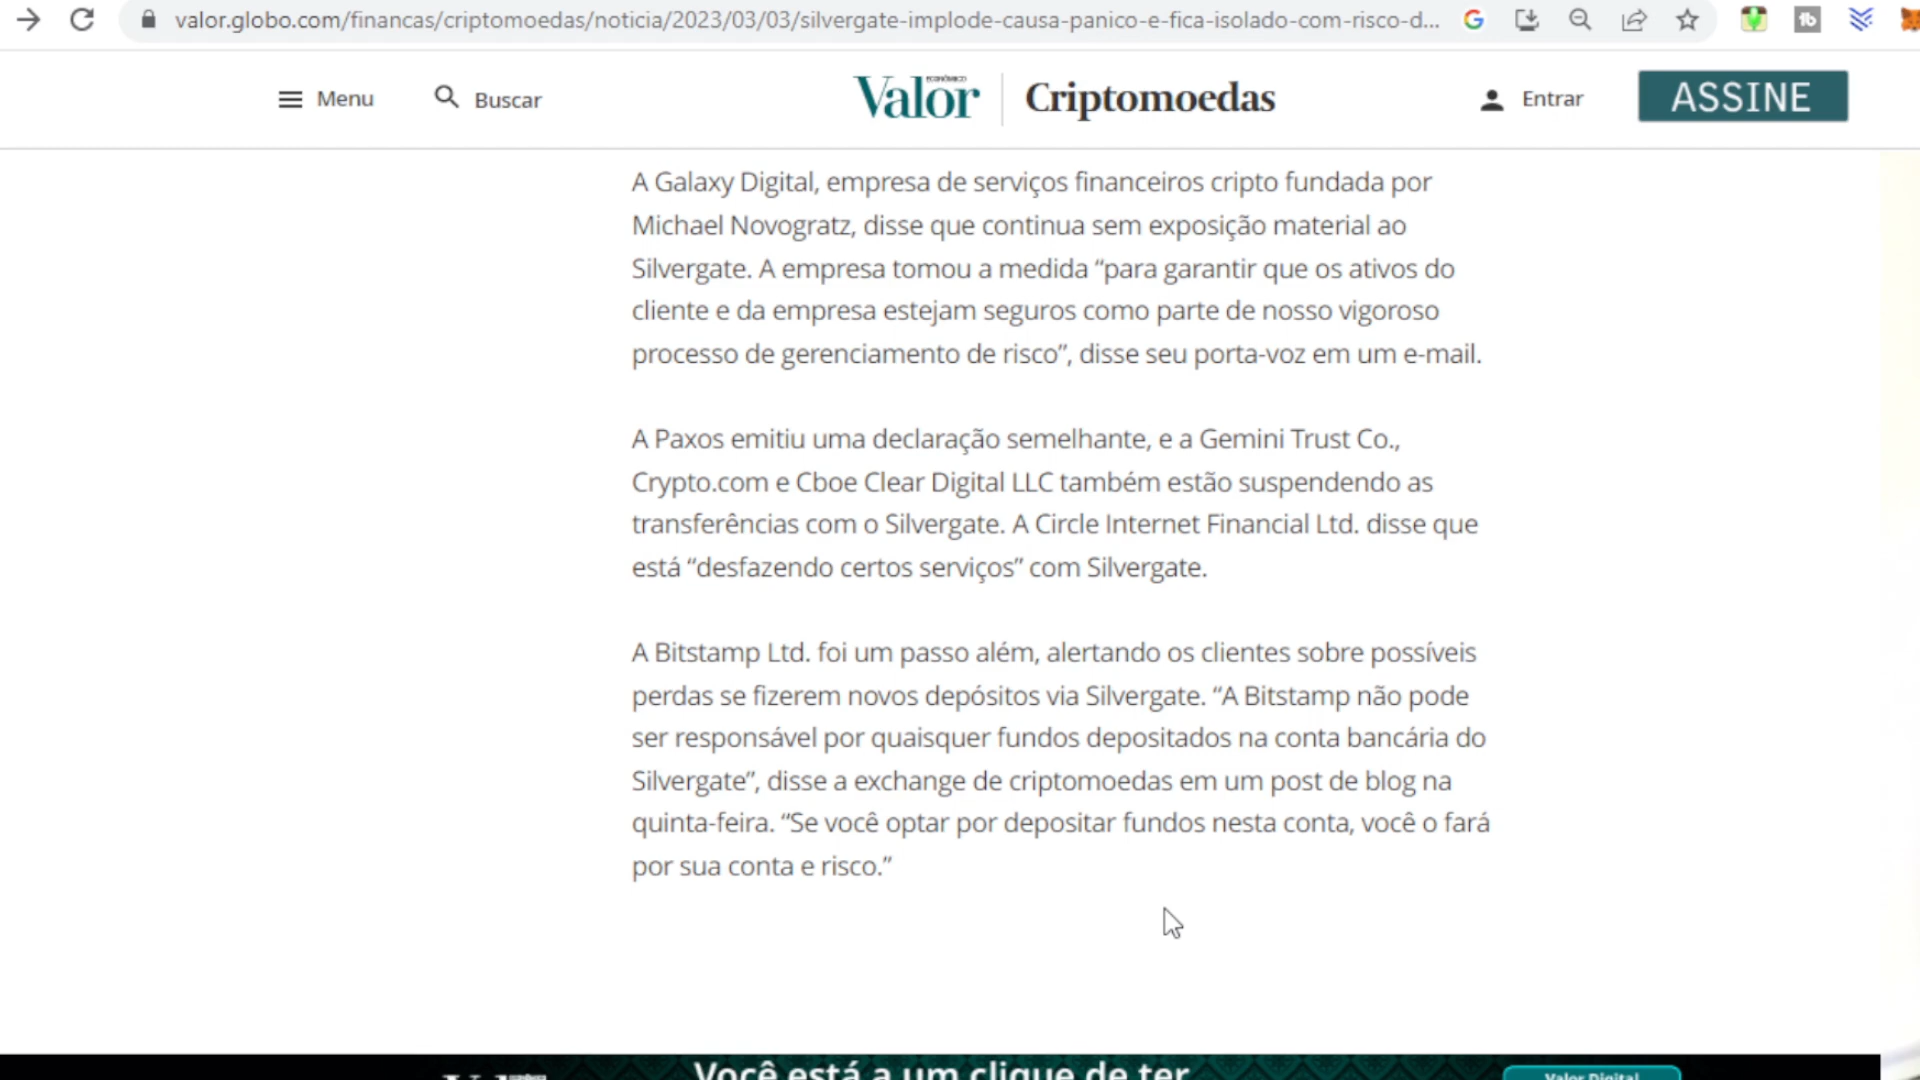 valor.globo.com/financas/criptomoedas/noticia/2023/03/03/silvergate-implode-causa-panico-e-fica-isolado-com-risco-d...
Menu
Buscar
Valor
ECONÔMICO
Criptomoedas
Entrar
ASSINE
A Galaxy Digital, empresa de serviços financeiros cripto fundada por
Michael Novogratz, disse que continua sem exposição material ao
Silvergate. A empresa tomou a medida “para garantir que os ativos do
cliente e da empresa estejam seguros como parte de nosso vigoroso
processo de gerenciamento de risco”, disse seu porta-voz em um e-mail.
A Paxos emitiu uma declaração semelhante, e a Gemini Trust Co.,
Crypto.com e Cboe Clear Digital LLC também estão suspendendo as
transferências com o Silvergate. A Circle Internet Financial Ltd. disse que
está “desfazendo certos serviços” com Silvergate.
A Bitstamp Ltd. foi um passo além, alertando os clientes sobre possíveis
perdas se fizerem novos depósitos via Silvergate. “A Bitstamp não pode
ser responsável por quaisquer fundos depositados na conta bancária do
Silvergate”, disse a exchange de criptomoedas em um post de blog na
quinta-feira. “Se você optar por depositar fundos nesta conta, você o fará
por sua conta e risco.”
Você está a um clique de ter
Valor Digital